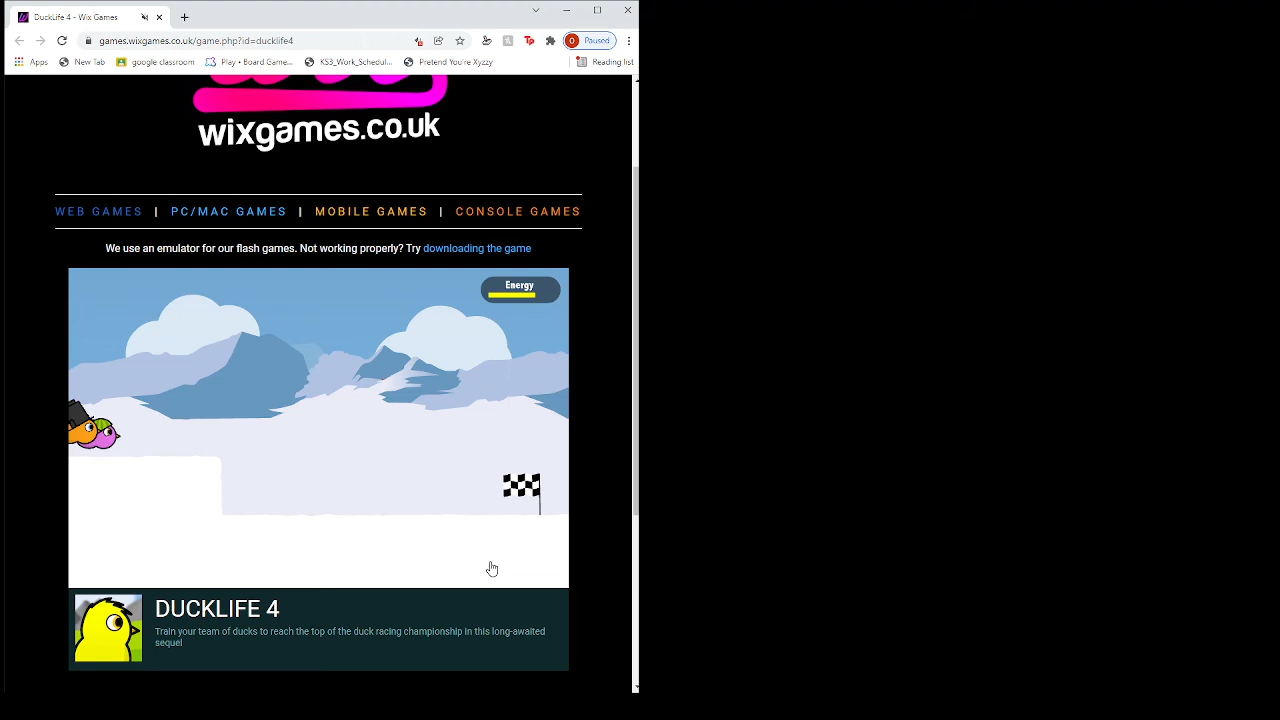 DuckLife 4 - Wix Games
games.wixgames.co.uk/game.php?id=ducklife4
Tp
0 Paused
Apps New Tab google classroom Play • Board Game... KS3_Work_Schedul... Pretend You're Xyzzy Reading list
wixgames.co.uk
WEB GAMES | PC/MAC GAMES | MOBILE GAMES | CONSOLE GAMES
We use an emulator for our flash games. Not working properly? Try downloading the game
Energy
DUCKLIFE 4
Train your team of ducks to reach the top of the duck racing championship in this long-awaited
sequel